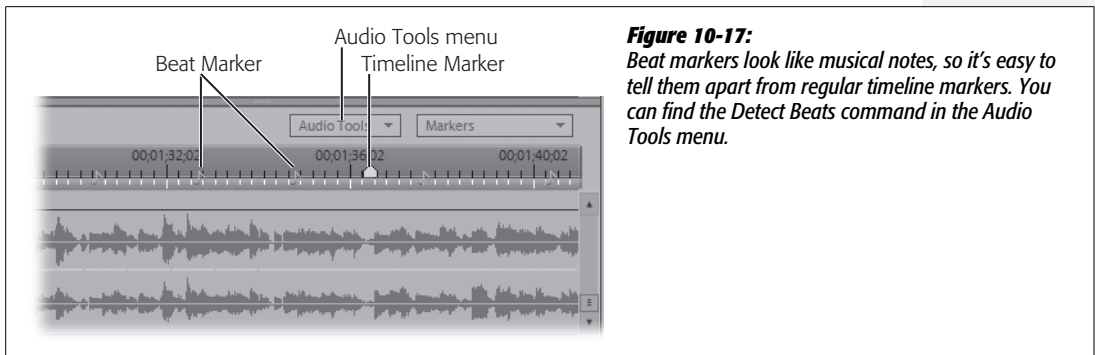 Audio Tools menu
Beat Marker
Timeline Marker
Audio Tools
Markers
00;01;32;02
00;01;36;02
00;01;40;02
Figure 10-17:
Beat markers look like musical notes, so it's easy to
tell them apart from regular timeline markers. You
can find the Detect Beats command in the Audio
Tools menu.